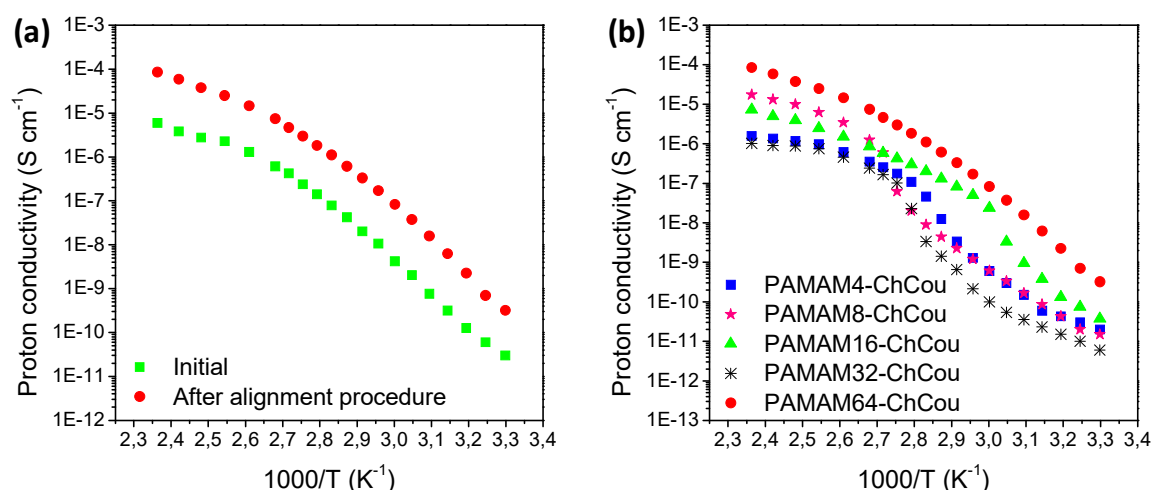 (a)
Proton conductivity (S cm⁻¹)
1E-3
1E-4
1E-5
1E-6
1E-7
1E-8
1E-9
1E-10
1E-11
1E-12
Initial
After alignment procedure
2,3 2,4 2,5 2,6 2,7 2,8 2,9 3,0 3,1 3,2 3,3 3,4
1000/T (K⁻¹)
(b)
Proton conductivity (S cm⁻¹)
1E-3
1E-4
1E-5
1E-6
1E-7
1E-8
1E-9
1E-10
1E-11
1E-12
1E-13
PAMAM4-ChCou
PAMAM8-ChCou
PAMAM16-ChCou
PAMAM32-ChCou
PAMAM64-ChCou
2,3 2,4 2,5 2,6 2,7 2,8 2,9 3,0 3,1 3,2 3,3 3,4
1000/T (K⁻¹)